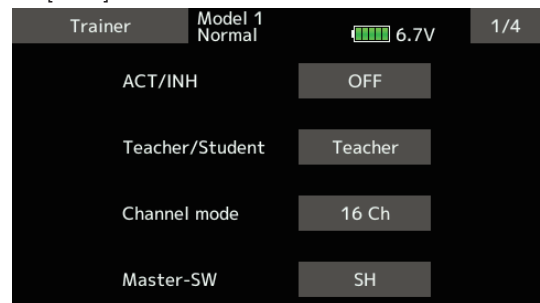 Trainer
Model 1
Normal
6.7V
1/4
ACT/INH OFF
Teacher/Student Teacher
Channel mode 16 Ch
Master-SW SH